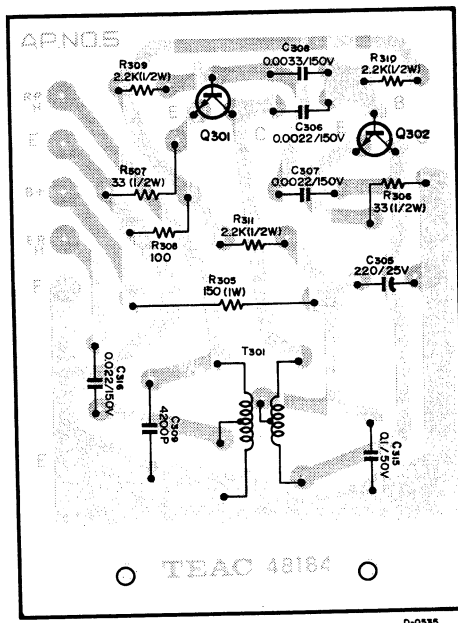 A.P.NO.5
C308
0.0033/150V
R309
2.2K(1/2W)
R310
2.2K(1/2W)
E
B
Q301
C
C306
0.0022/150V
Q302
E
R307
33 (1/2W)
C307
0.0022/150V
B+
R306
33 (1/2W)
R308
100
R311
2.2K(1/2W)
C305
220/25V
E
R305
150 (1W)
T301
C316
0.022/150V
C309
4200P
C315
0.1/50V
E
TEAC 48184
D-0535